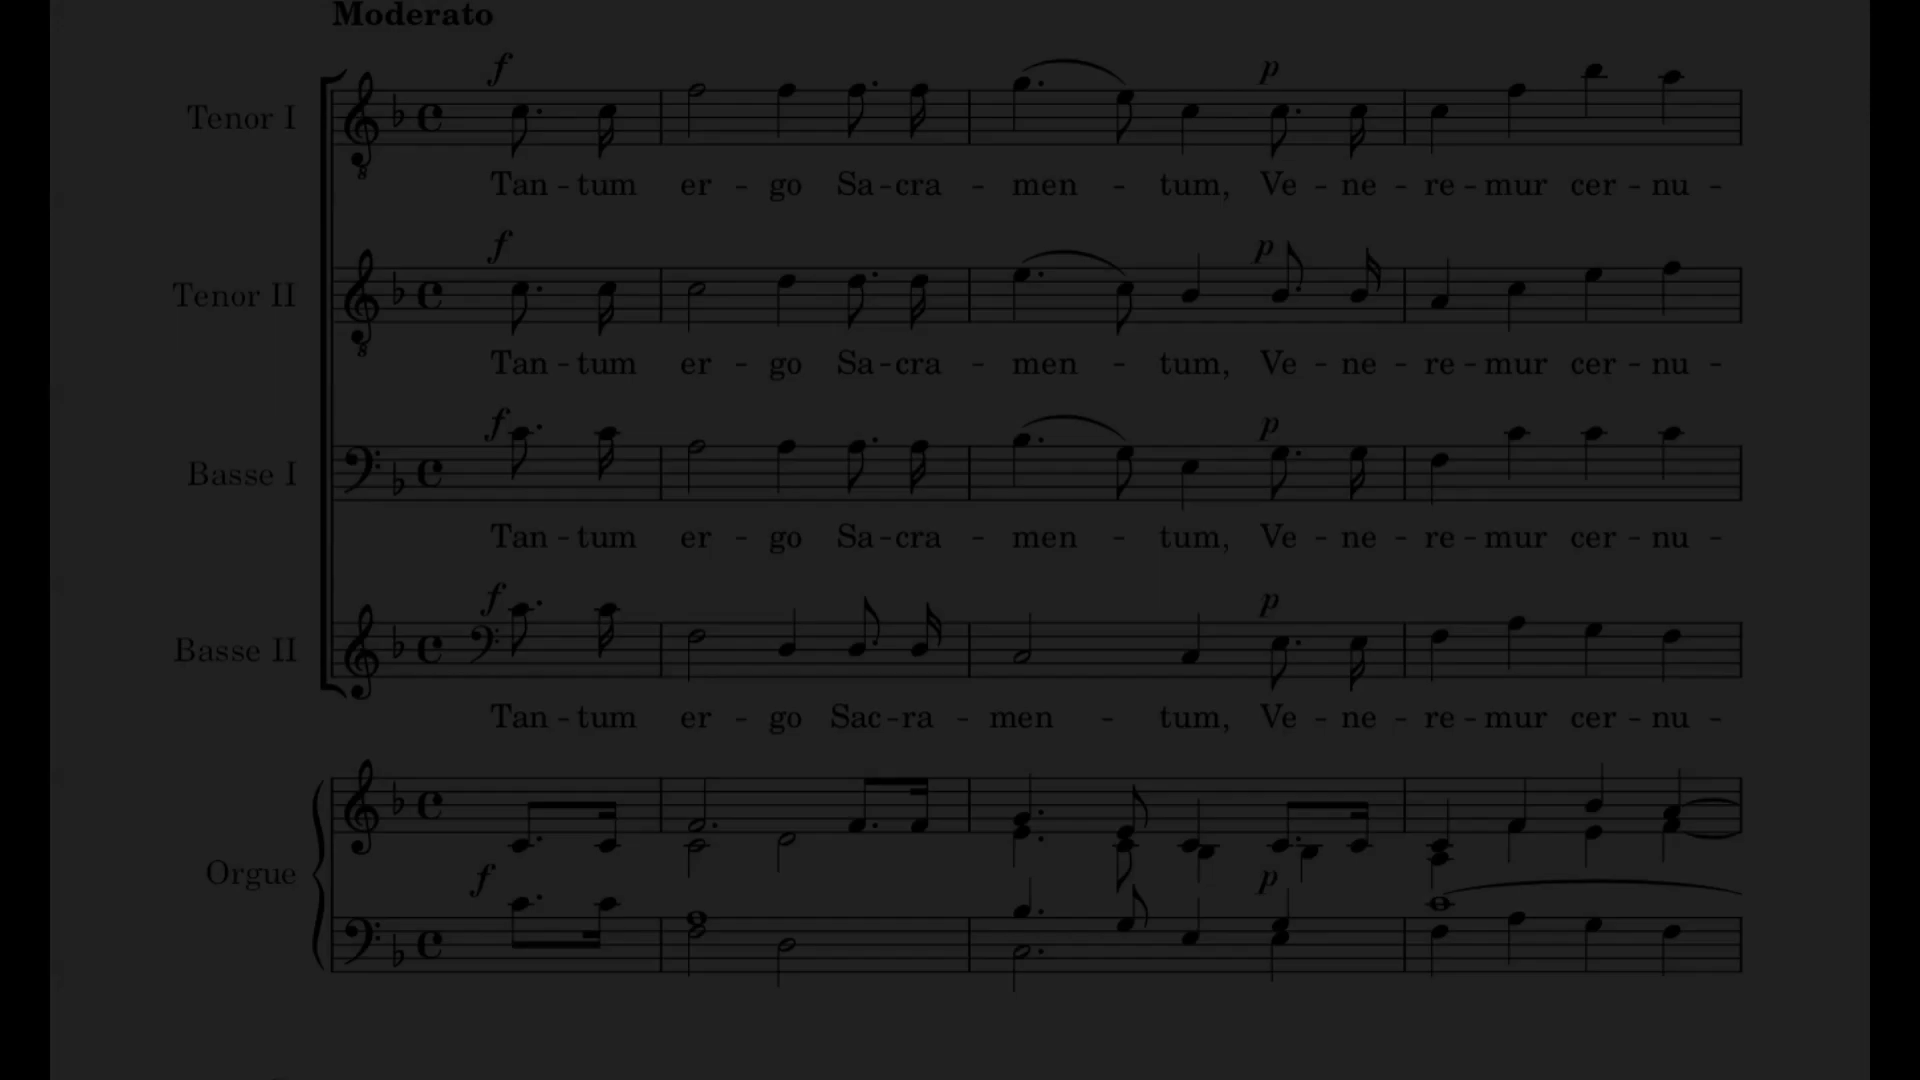 Moderato
f p
Tenor I
8
Tan - tum er - go Sa - cra - men - tum, Ve - ne - re - mur cer - nu -
f p
Tenor II
8
Tan - tum er - go Sa - cra - men - tum, Ve - ne - re - mur cer - nu -
f p
Basse I
Tan - tum er - go Sa - cra - men - tum, Ve - ne - re - mur cer - nu -
f p
Basse II
Tan - tum er - go Sac - ra - men - tum, Ve - ne - re - mur cer - nu -
Orgue
f p